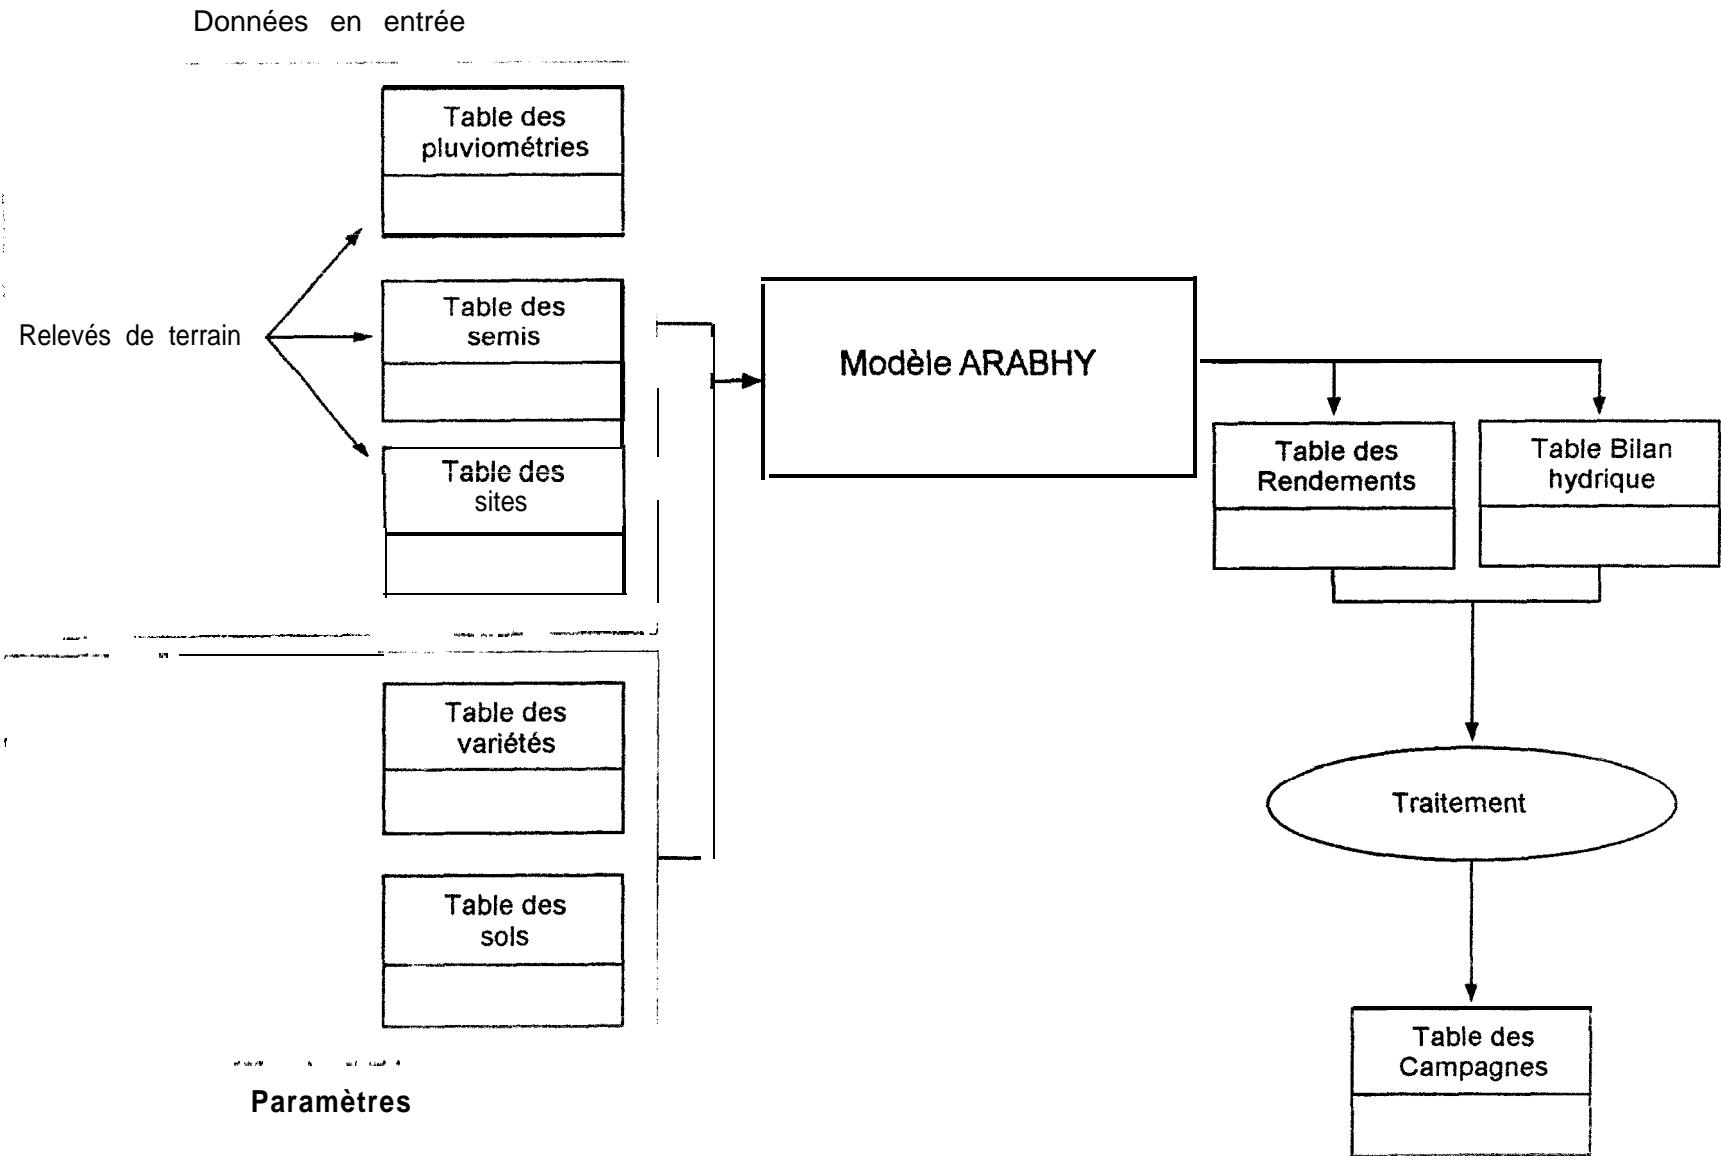 Données en entrée
Table des
pluviométries
Relevés de terrain
Table des
semis
Table des
sites
Modèle ARABHY
Table des
Rendements
Table Bilan
hydrique
Table des
variétés
Table des
sols
Paramètres
Traitement
Table des
Campagnes